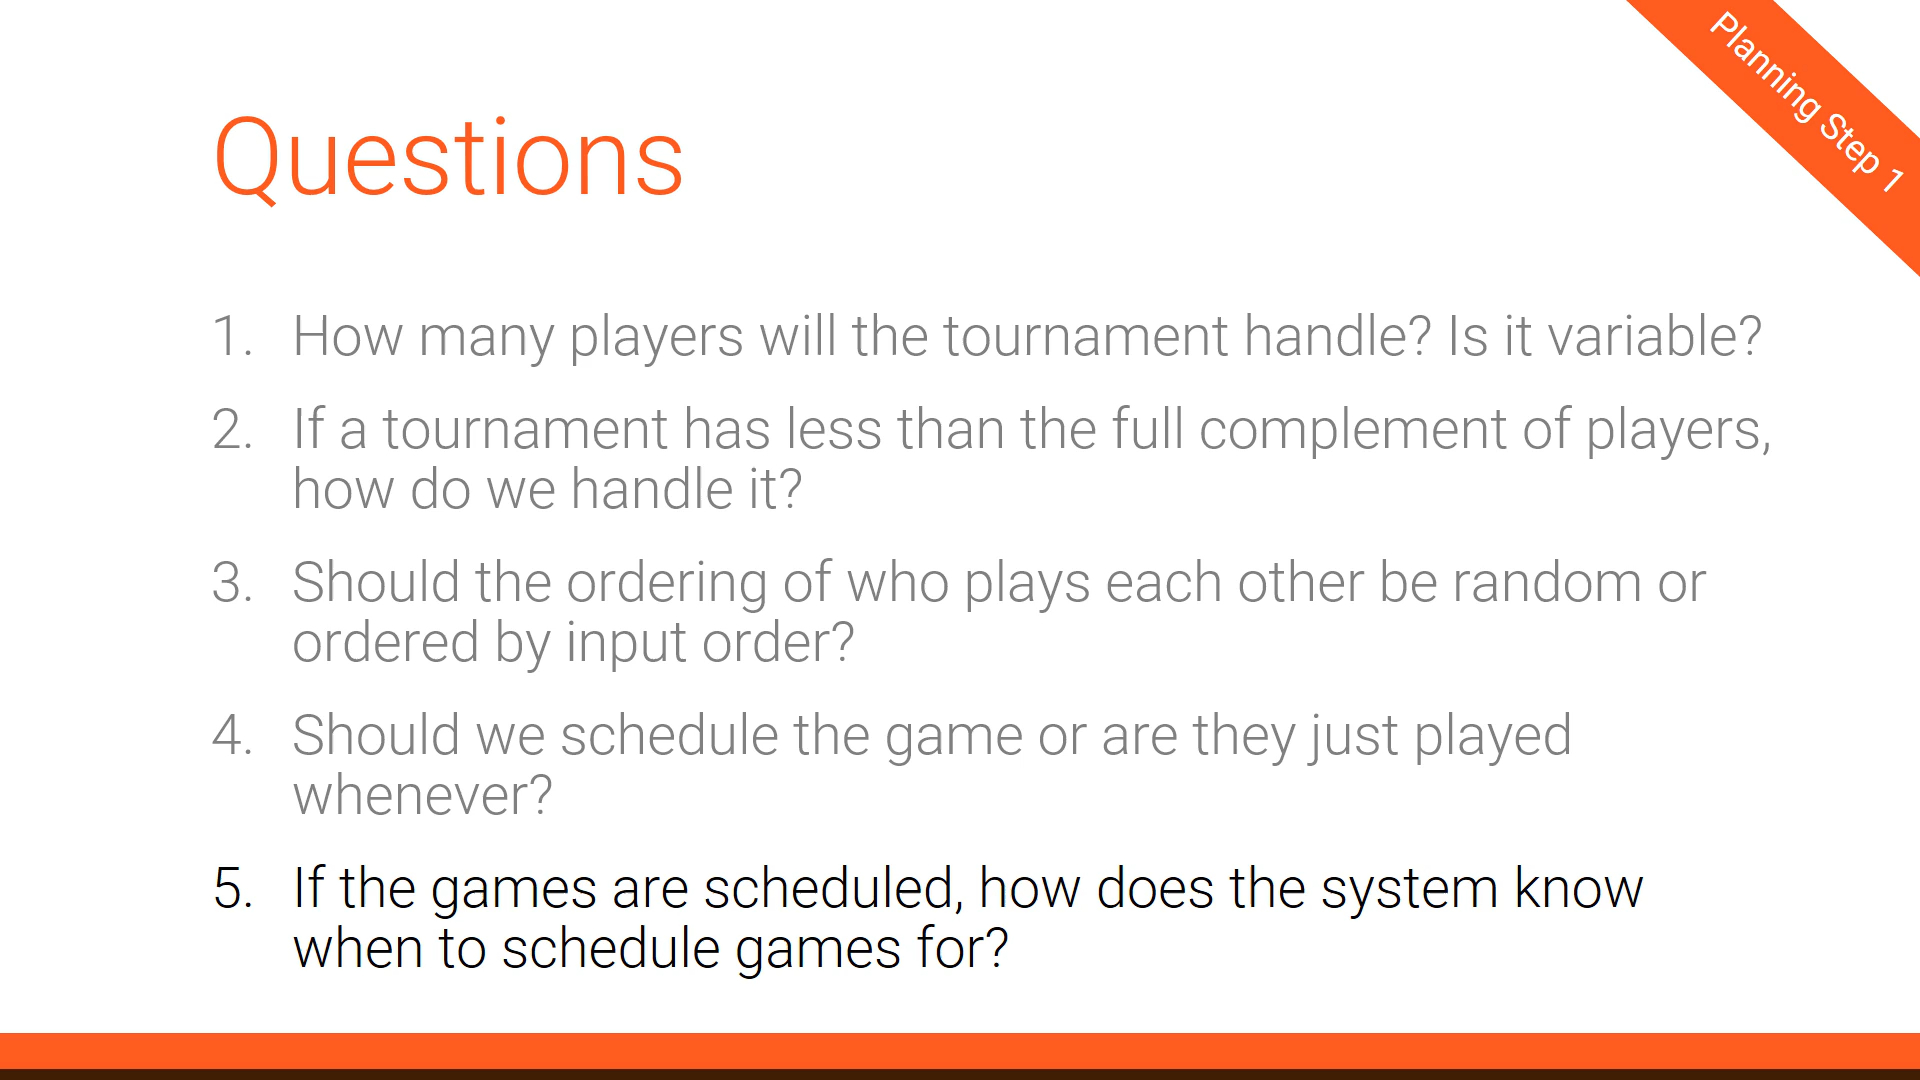 Planning Step 1
Questions
1. How many players will the tournament handle? Is it variable?
2. If a tournament has less than the full complement of players,
how do we handle it?
3. Should the ordering of who plays each other be random or
ordered by input order?
4. Should we schedule the game or are they just played
whenever?
5. If the games are scheduled, how does the system know
when to schedule games for?